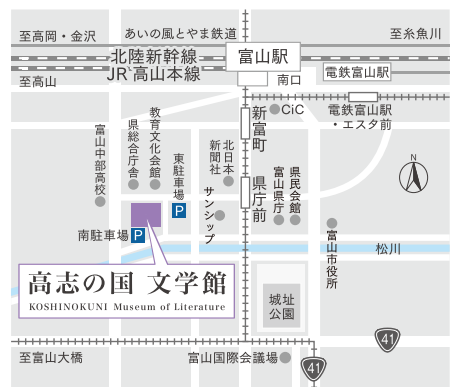 至高岡・金沢
あいの風とやま鉄道
至糸魚川
北陸新幹線
JR高山本線
富山駅
南口
電鉄富山駅
至高山
CiC
電鉄富山駅
・エスタ前
新富町
教育文化会館
県総合庁舎
富山中部高校
東駐車場
P
北日本
新聞社
サンシップ
県庁前
富山県庁
県民会館
南駐車場
P
富山市役所
松川
高志の国 文学館
KOSHINOKUNI Museum of Literature
城址
公園
至富山大橋
富山国際会議場
41
41
N